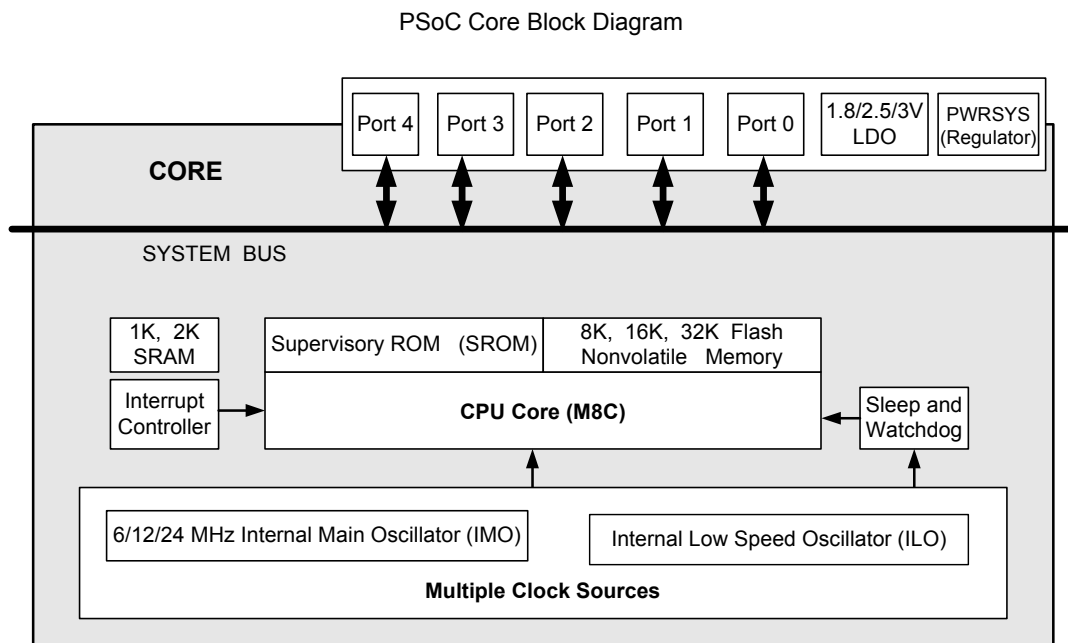 PSoC Core Block Diagram
Port 4
Port 3
Port 2
Port 1
Port 0
1.8/2.5/3V
LDO
PWRSYS
(Regulator)
CORE
SYSTEM BUS
1K, 2K
SRAM
Supervisory ROM (SROM)
8K, 16K, 32K Flash
Nonvolatile Memory
Interrupt
Controller
CPU Core (M8C)
Sleep and
Watchdog
6/12/24 MHz Internal Main Oscillator (IMO)
Internal Low Speed Oscillator (ILO)
Multiple Clock Sources